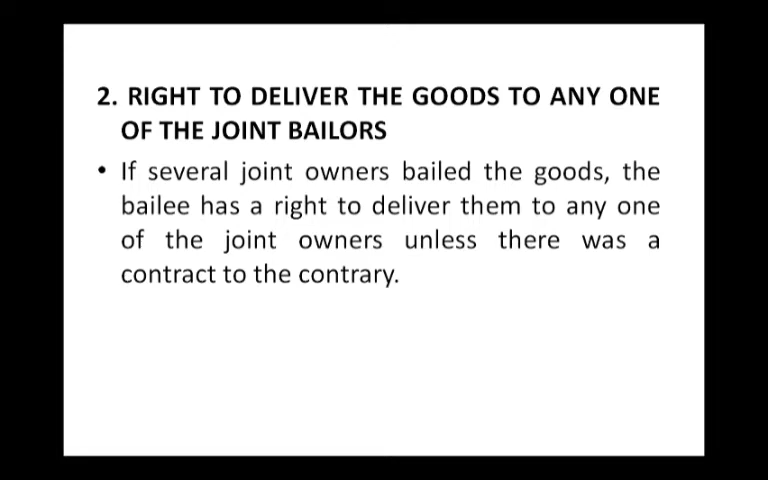 2. RIGHT TO DELIVER THE GOODS TO ANY ONE
OF THE JOINT BAILORS
• If several joint owners bailed the goods, the
bailee has a right to deliver them to any one
of the joint owners unless there was a
contract to the contrary.